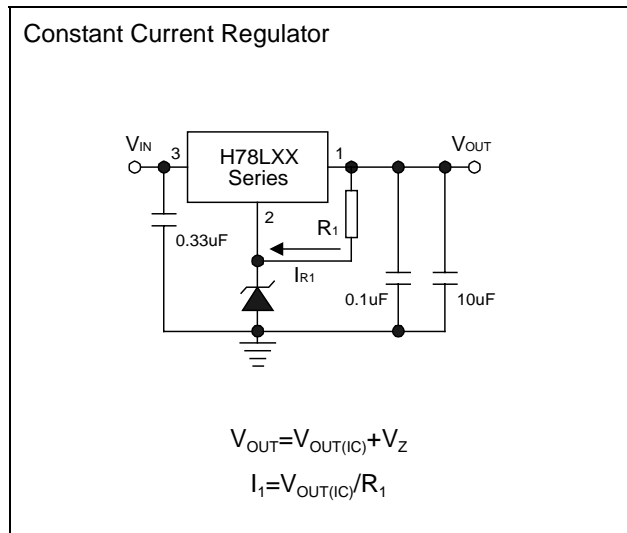 Constant Current Regulator
VIN
3
H78LXX
Series
1
VOUT
2
R1
0.33uF
IR1
0.1uF
10uF
VOUT=VOUT(IC)+VZ
I1=VOUT(IC)/R1